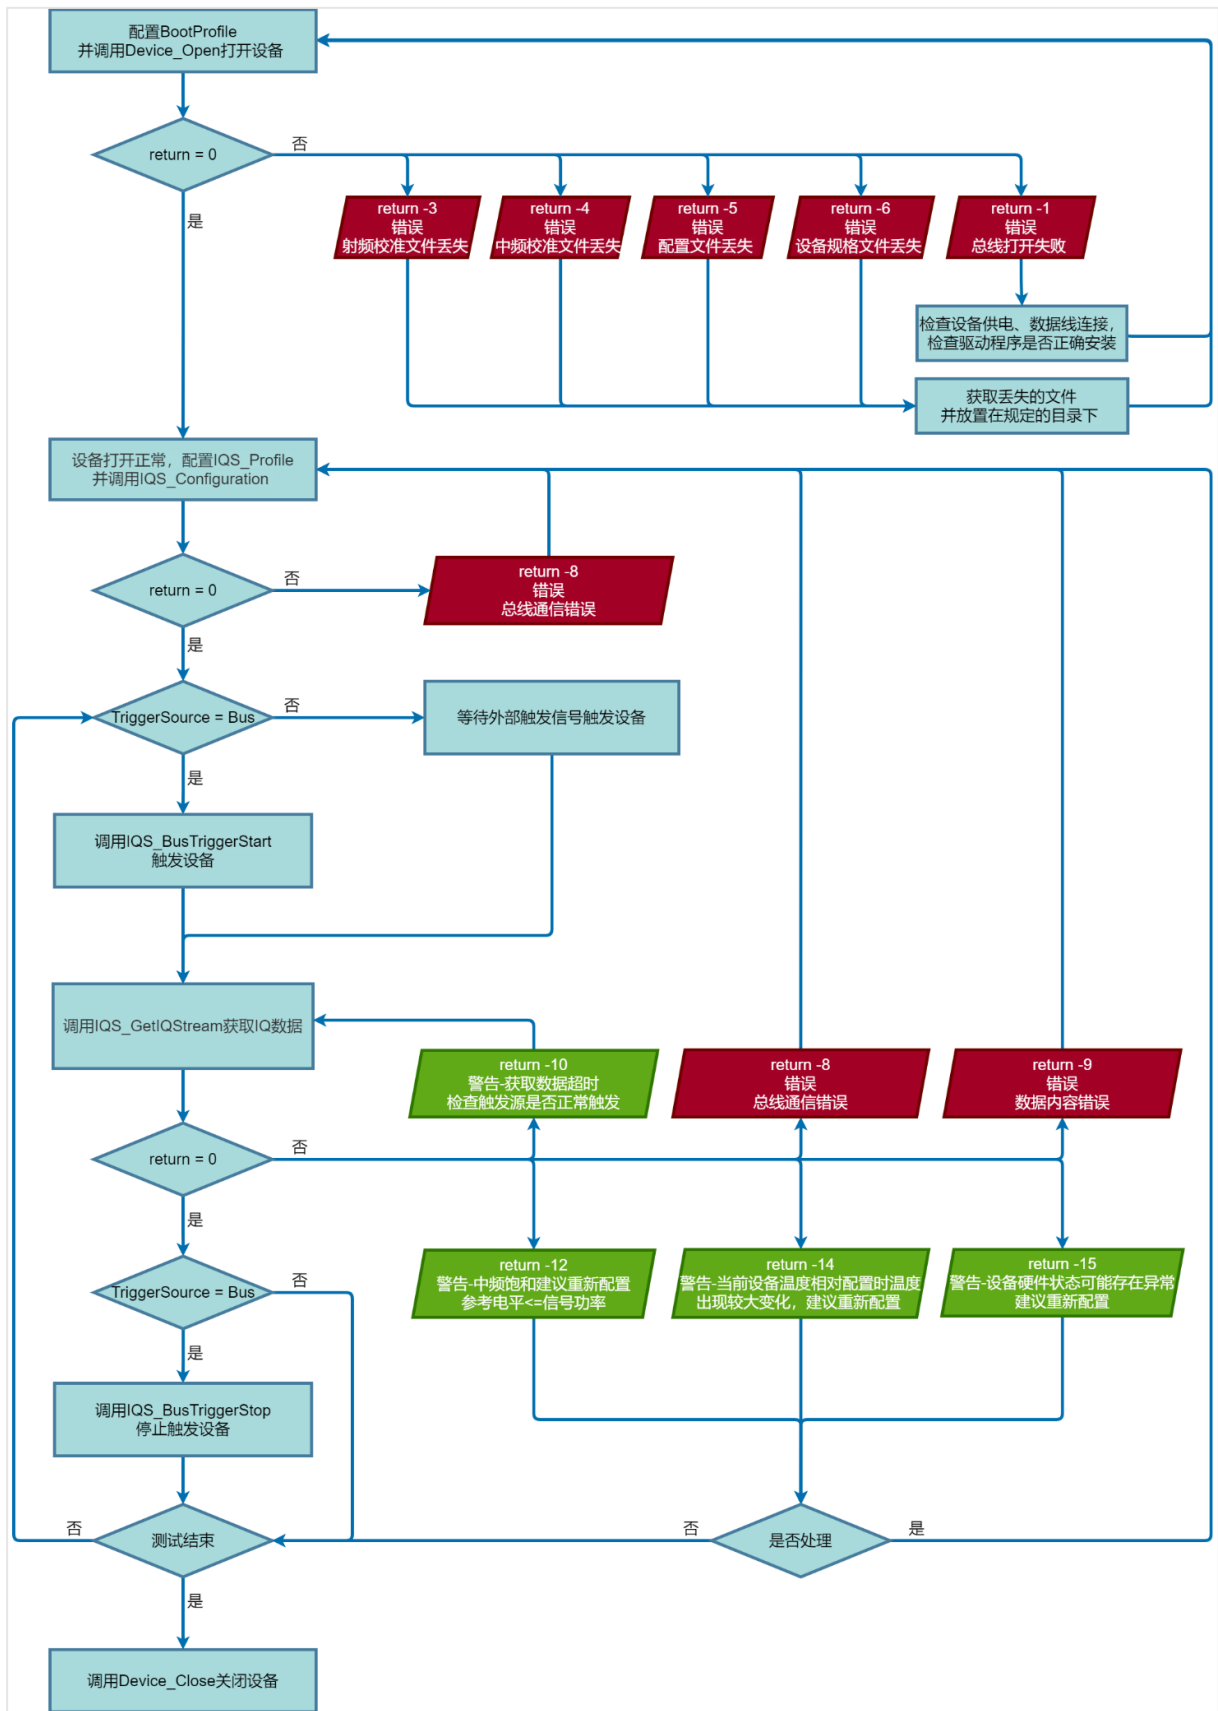 配置BootProfile
并调用Device_Open打开设备
return = 0
否
是
return -3
错误
射频校准文件丢失
return -4
错误
中频校准文件丢失
return -5
错误
配置文件丢失
return -6
错误
设备规格文件丢失
return -1
错误
总线打开失败
检查设备供电、数据线连接，
检查驱动程序是否正确安装
获取丢失的文件
并放置在规定的目录下
设备打开正常，配置IQS_Profile
并调用IQS_Configuration
return = 0
否
是
return -8
错误
总线通信错误
TriggerSource = Bus
否
是
等待外部触发信号触发设备
调用IQS_BusTriggerStart
触发设备
调用IQS_GetIQStream获取IQ数据
return -10
警告-获取数据超时
检查触发源是否正常触发
return -8
错误
总线通信错误
return -9
错误
数据内容错误
return = 0
否
是
return -12
警告-中频饱和建议重新配置
参考电平<=信号功率
return -14
警告-当前设备温度相对配置时温度
出现较大变化，建议重新配置
return -15
警告-设备硬件状态可能存在异常
建议重新配置
TriggerSource = Bus
否
是
调用IQS_BusTriggerStop
停止触发设备
否
测试结束
否
是否处理
是
是
调用Device_Close关闭设备